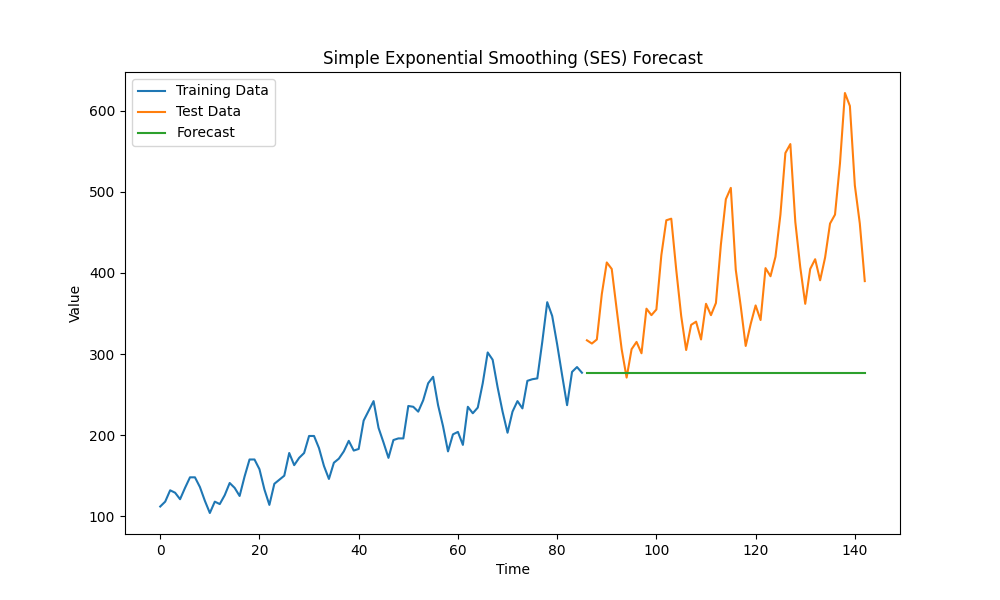 Simple Exponential Smoothing (SES) Forecast
Training Data
Test Data
Forecast
Value
600
500
400
300
200
100
0 20 40 60 80 100 120 140
Time